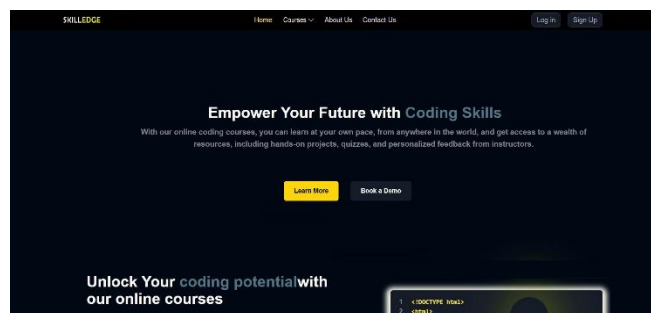 SKILLEDGE Home Courses About Us Contact Us Log in Sign Up
Empower Your Future with Coding Skills
With our online coding courses, you can learn at your own pace, from anywhere in the world, and get access to a wealth of
resources, including hands-on projects, quizzes, and personalized feedback from instructors.
Learn More Book a Demo
Unlock Your coding potentialwith
our online courses
1 <!DOCTYPE html>
2 <html>